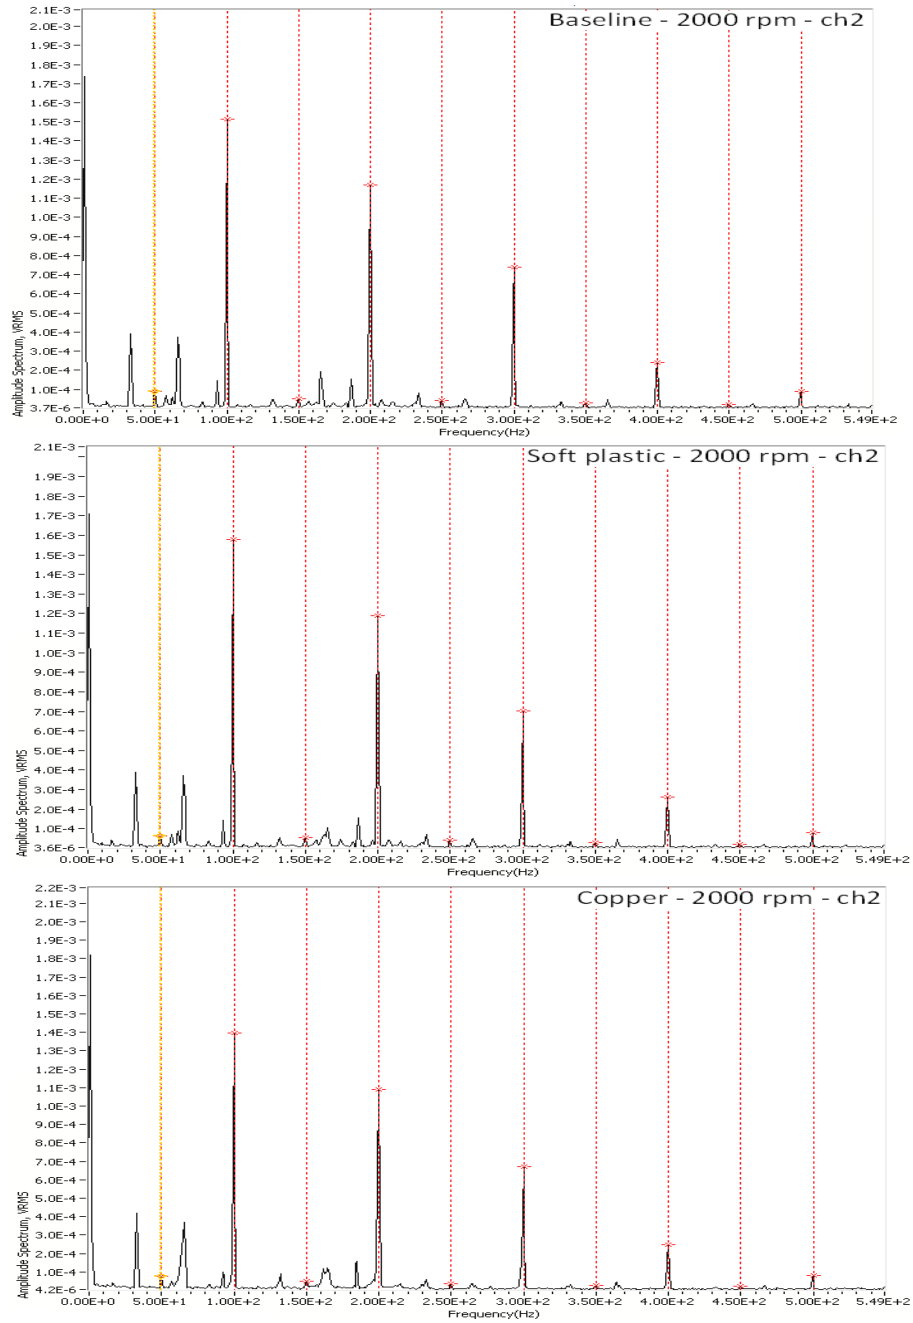 Baseline - 2000 rpm - ch2
2.1E-3
2.0E-3
1.9E-3
1.8E-3
1.7E-3
1.6E-3
1.5E-3
1.3E-3
1.2E-3
1.1E-3
1.0E-3
9.0E-4
8.0E-4
7.0E-4
6.0E-4
5.0E-4
4.0E-4
3.0E-4
2.0E-4
1.0E-4
3.7E-6
Amplitude Spectrum, VRMS
0.00E+0 5.00E+1 1.00E+2 1.50E+2 2.00E+2 2.50E+2 3.00E+2 3.50E+2 4.00E+2 4.50E+2 5.00E+2 5.49E+2
Frequency(Hz)
Soft plastic - 2000 rpm - ch2
2.1E-3
1.9E-3
1.8E-3
1.7E-3
1.6E-3
1.4E-3
1.3E-3
1.2E-3
1.1E-3
1.0E-3
9.0E-4
8.0E-4
7.0E-4
6.0E-4
5.0E-4
4.0E-4
3.0E-4
2.0E-4
1.0E-4
3.6E-6
Amplitude Spectrum, VRMS
0.00E+0 5.00E+1 1.00E+2 1.50E+2 2.00E+2 2.50E+2 3.00E+2 3.50E+2 4.00E+2 4.50E+2 5.00E+2 5.49E+2
Frequency(Hz)
Copper - 2000 rpm - ch2
2.2E-3
2.1E-3
1.9E-3
1.8E-3
1.7E-3
1.6E-3
1.5E-3
1.4E-3
1.3E-3
1.1E-3
1.0E-3
9.0E-4
8.0E-4
7.0E-4
6.0E-4
5.0E-4
4.0E-4
3.0E-4
2.0E-4
1.0E-4
4.2E-6
Amplitude Spectrum, VRMS
0.00E+0 5.00E+1 1.00E+2 1.50E+2 2.00E+2 2.50E+2 3.00E+2 3.50E+2 4.00E+2 4.50E+2 5.00E+2 5.49E+2
Frequency(Hz)